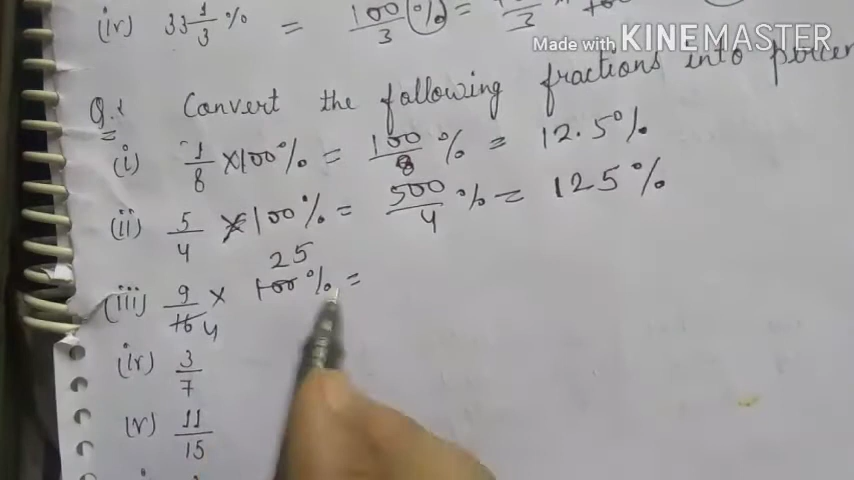 (iv) 33 1/3 % = 100/3 (%) =
Made with KINEMASTER
Q.1 Convert the following fractions into
(i) 1/8 ×100% = 100/8 % = 12.5%
(ii) 5/4 ×100% = 500/4 % = 125%
25
(iii) 9/16 × 100% =
4
(iv) 3/7
(v) 11/15